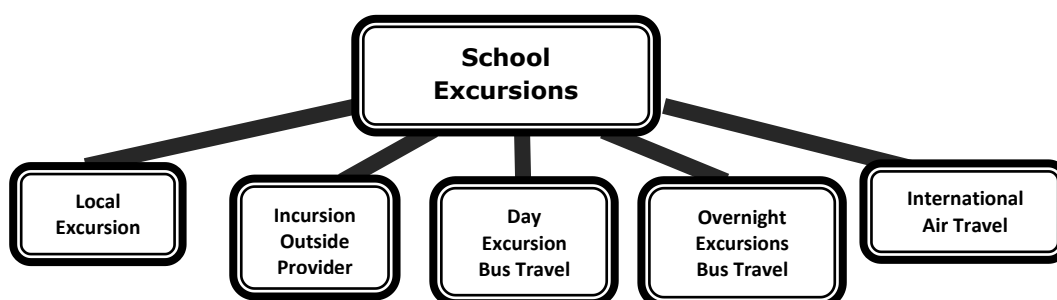 School
Excursions
Local
Excursion
Incursion
Outside
Provider
Day
Excursion
Bus Travel
Overnight
Excursions
Bus Travel
International
Air Travel